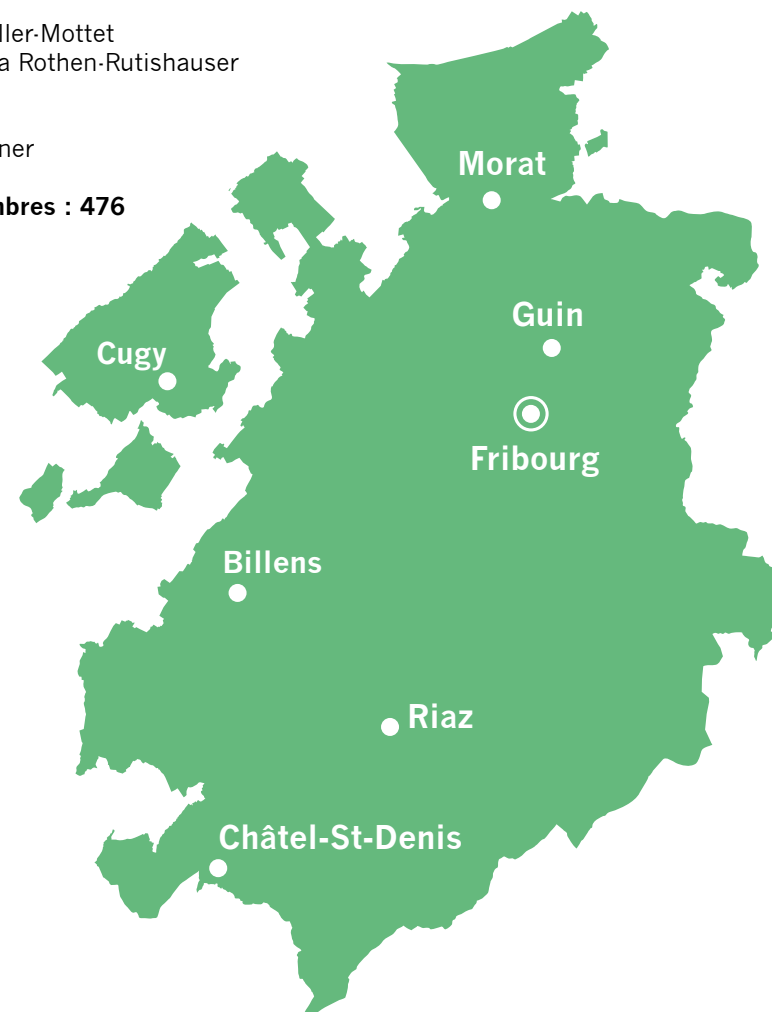 ller-Mottet
a Rothen-Rutishauser
ner
nbres : 476
Morat
Guin
Cugy
Fribourg
Billens
Riaz
Châtel-St-Denis